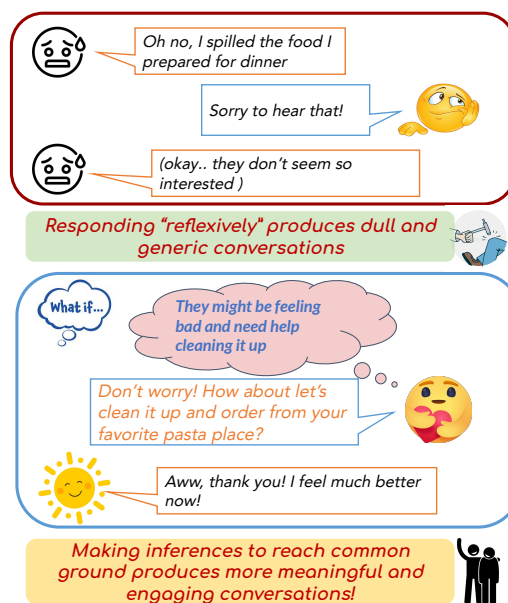 Oh no, I spilled the food I
prepared for dinner
Sorry to hear that!
(okay.. they don't seem so
interested )
Responding "reflexively" produces dull and
generic conversations
What if...
They might be feeling
bad and need help
cleaning it up
Don't worry! How about let's
clean it up and order from your
favorite pasta place?
Aww, thank you! I feel much better
now!
Making inferences to reach common
ground produces more meaningful and
engaging conversations!